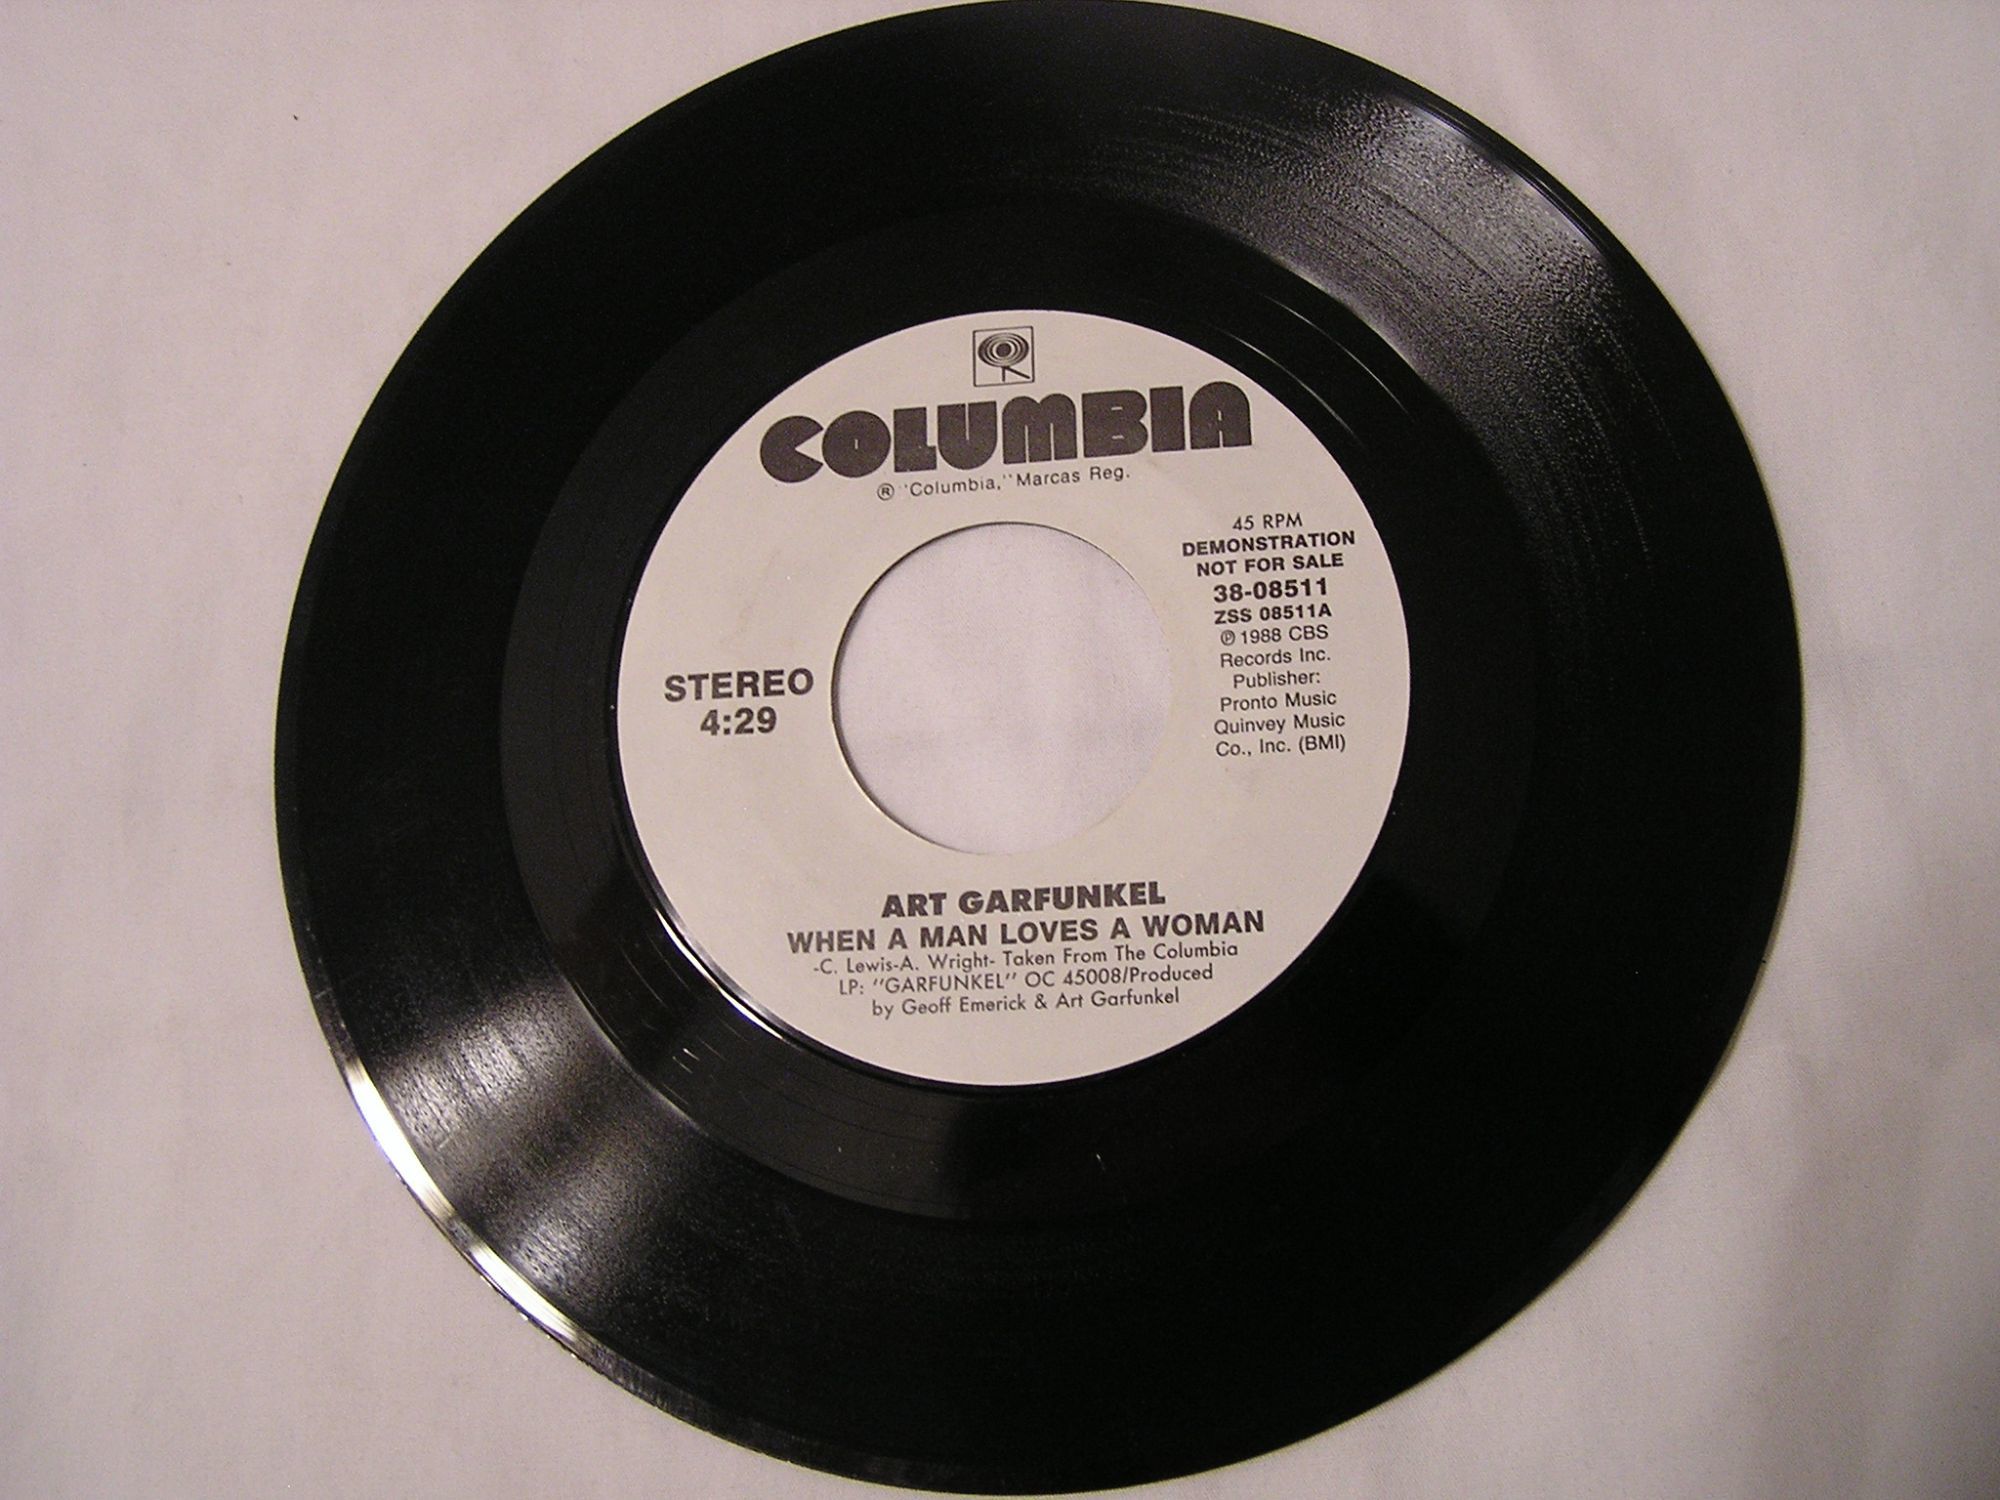 COLUMBIA
® "Columbia," Marcas Reg.
45 RPM
DEMONSTRATION
NOT FOR SALE
38-08511
ZSS 08511A
℗ 1988 CBS
Records Inc.
Publisher:
Pronto Music
Quinvey Music
Co., Inc. (BMI)
STEREO
4:29
ART GARFUNKEL
WHEN A MAN LOVES A WOMAN
-C. Lewis-A. Wright- Taken From The Columbia
LP: "GARFUNKEL" OC 45008/Produced
by Geoff Emerick & Art Garfunkel